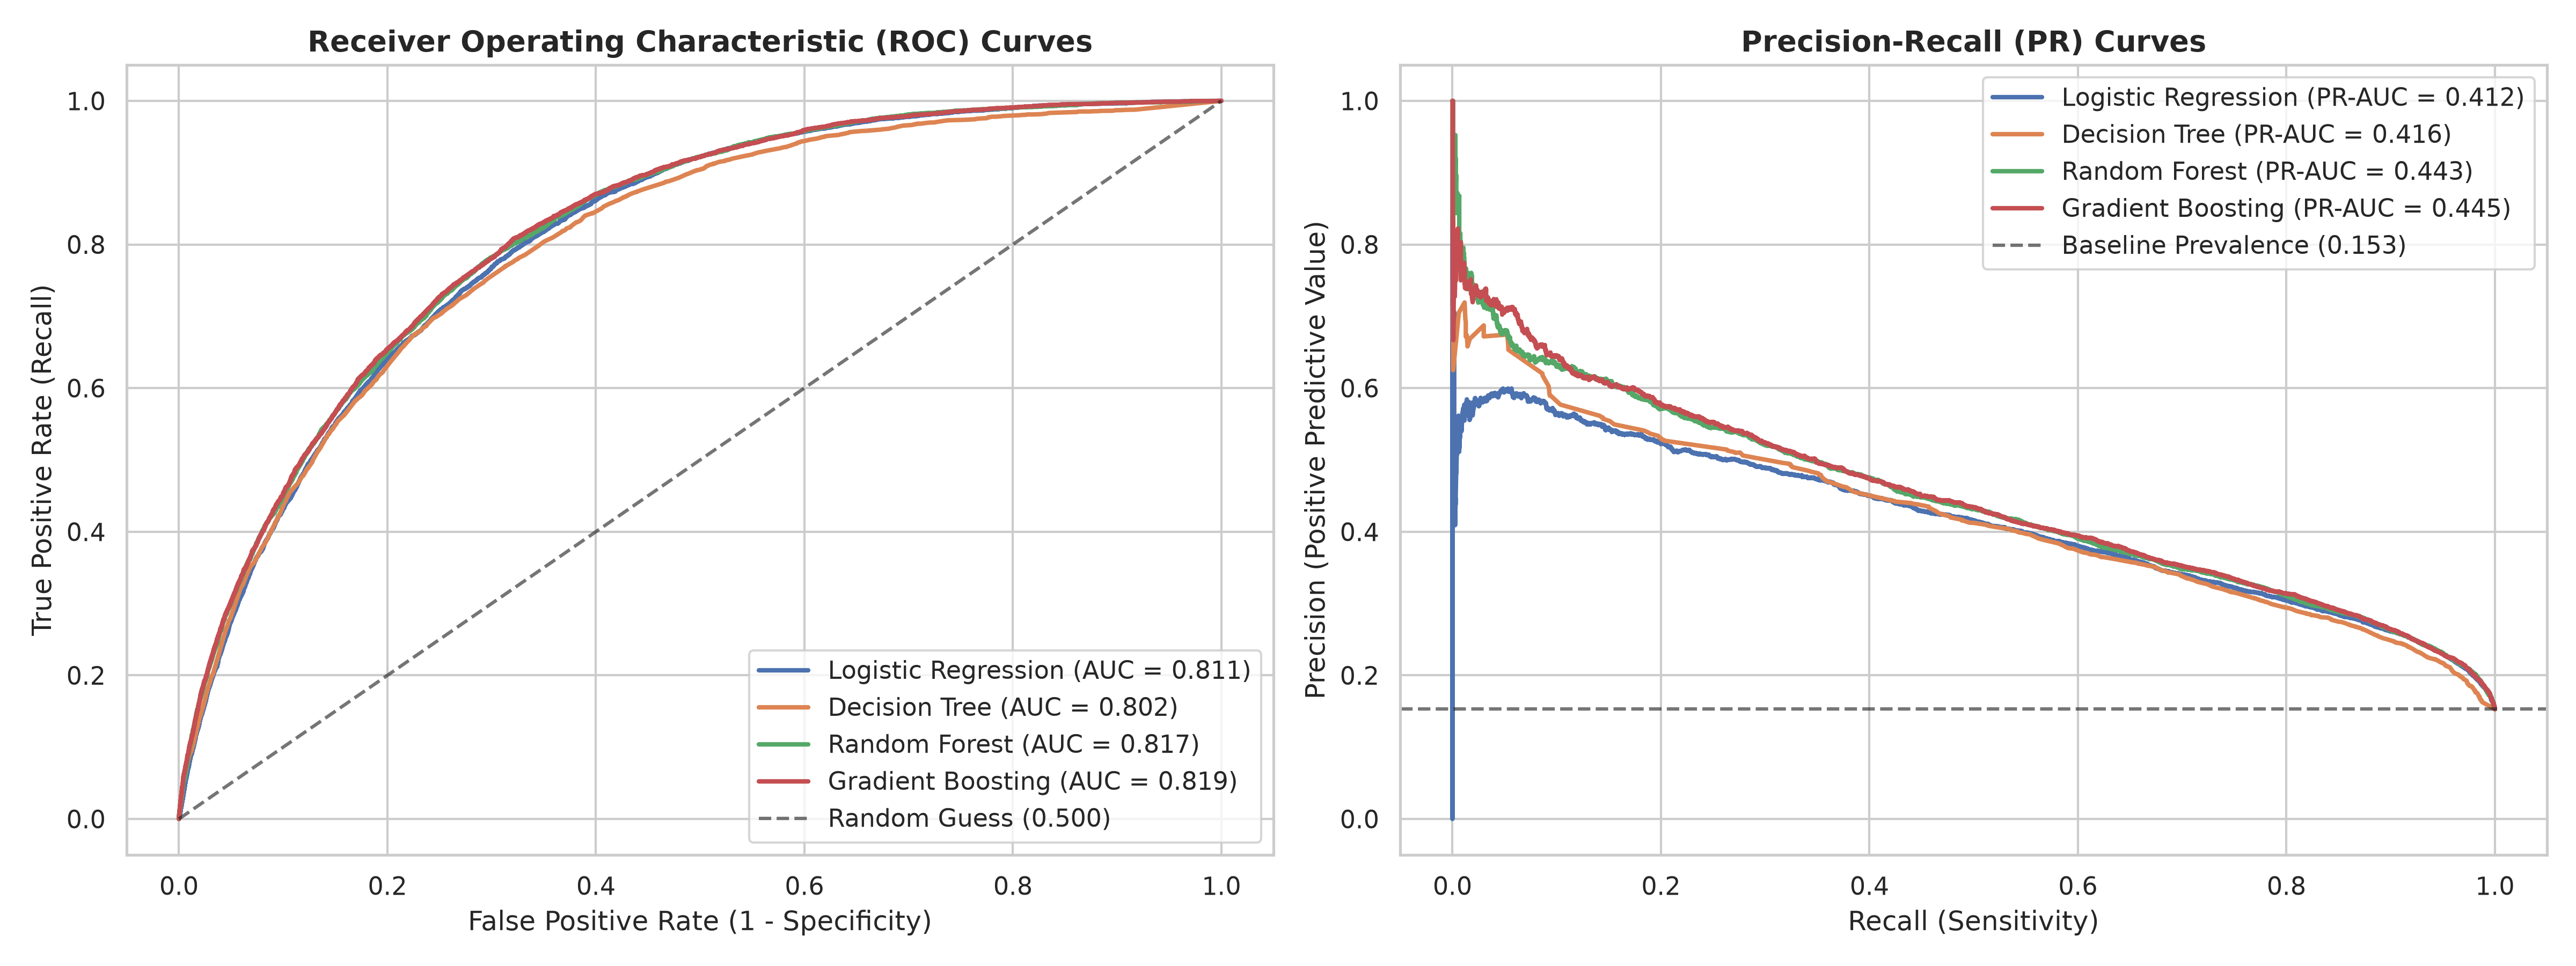 Receiver Operating Characteristic (ROC) Curves
True Positive Rate (Recall)
1.0
0.8
0.6
0.4
0.2
0.0
Logistic Regression (AUC = 0.811)
Decision Tree (AUC = 0.802)
Random Forest (AUC = 0.817)
Gradient Boosting (AUC = 0.819)
Random Guess (0.500)
0.0 0.2 0.4 0.6 0.8 1.0
False Positive Rate (1 - Specificity)
Precision-Recall (PR) Curves
Precision (Positive Predictive Value)
1.0
0.8
0.6
0.4
0.2
0.0
Logistic Regression (PR-AUC = 0.412)
Decision Tree (PR-AUC = 0.416)
Random Forest (PR-AUC = 0.443)
Gradient Boosting (PR-AUC = 0.445)
Baseline Prevalence (0.153)
0.0 0.2 0.4 0.6 0.8 1.0
Recall (Sensitivity)